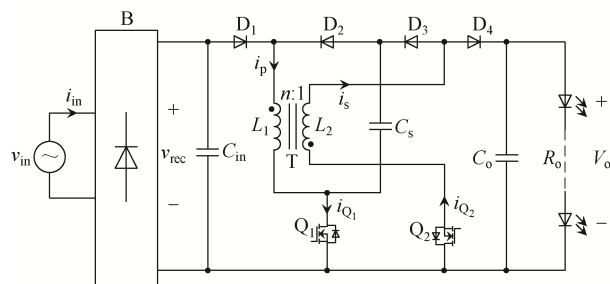 B
D1
D2
D3
D4
ip
n:1
is
iin
+
L1
L2
Cs
+
vin
vrec
Cin
T
Co
Ro
Vo
−
iQ1
iQ2
−
Q1
Q2